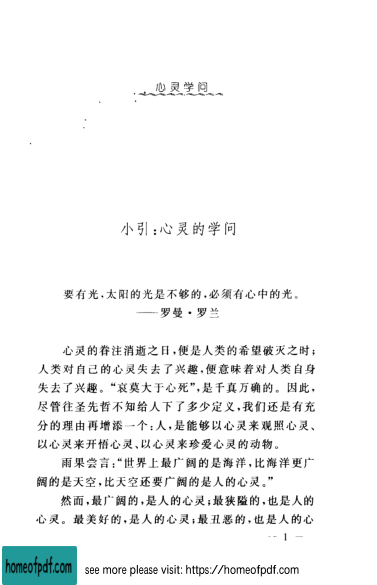 心灵学问
小引:心灵的学问
要有光,太阳的光是不够的,必须有心中的光。
——罗曼·罗兰
心灵的眷注消逝之日,便是人类的希望破灭之时;
人类对自己的心灵失去了兴趣,便意味着对人类自身
失去了兴趣。“哀莫大于心死”,是千真万确的。因此,
尽管往圣先哲不知给人下了多少定义,我们还是有充
分的理由再增添一个:人,是能够以心灵来观照心灵、
以心灵来开悟心灵、以心灵来珍爱心灵的动物。
雨果尝言:“世界上最广阔的是海洋,比海洋更广
阔的是天空,比天空还要广阔的是人的心灵。”
然而,最广阔的,是人的心灵;最狭隘的,也是人的
心灵。最美好的,是人的心灵;最丑恶的,也是人的心
— 1 —
homeofpdf.com
homeofpdf.com
see more please visit: https://homeofpdf.com